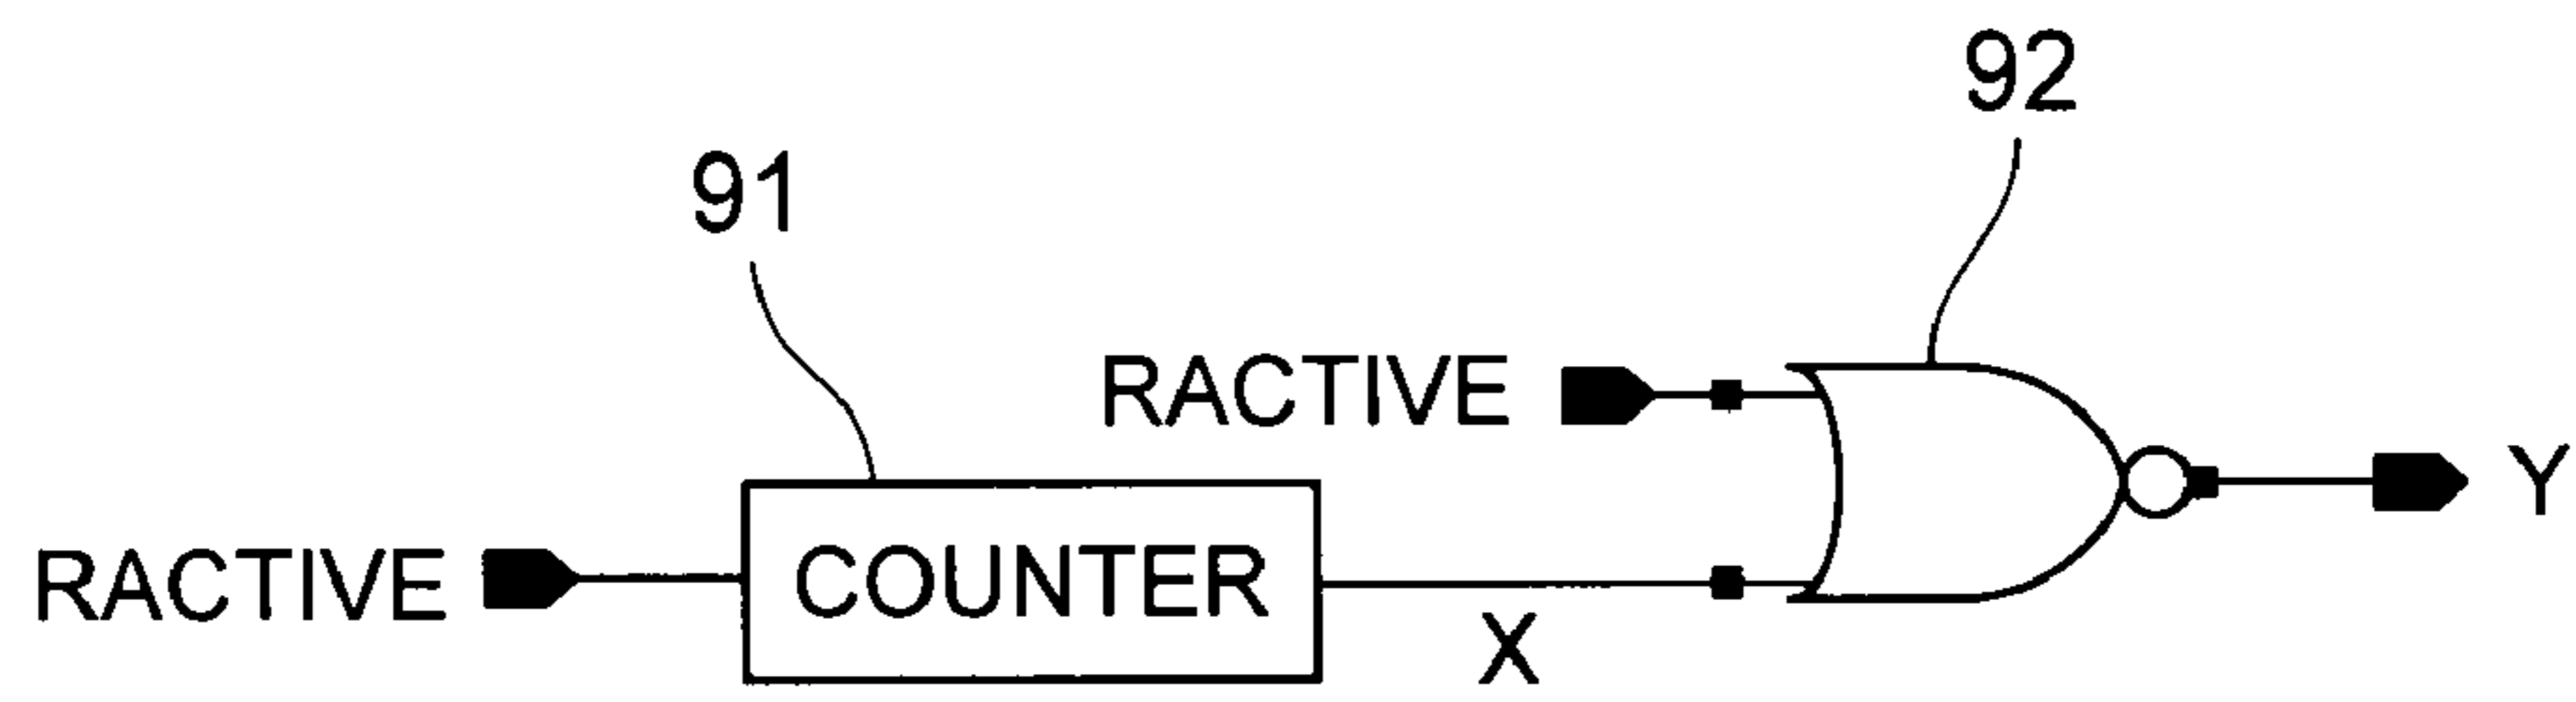 92
91
RACTIVE
Y
RACTIVE
COUNTER
X